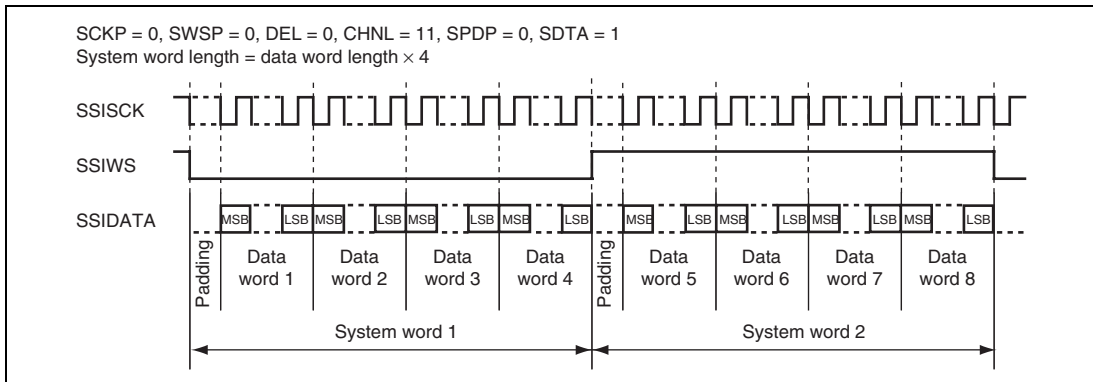 SCKP = 0, SWSP = 0, DEL = 0, CHNL = 11, SPDP = 0, SDTA = 1
System word length = data word length × 4
SSISCK
SSIWS
SSIDATA
MSB LSB MSB LSB MSB LSB MSB LSB MSB LSB MSB LSB MSB LSB MSB LSB
Padding
Data word 1
Data word 2
Data word 3
Data word 4
Padding
Data word 5
Data word 6
Data word 7
Data word 8
System word 1
System word 2